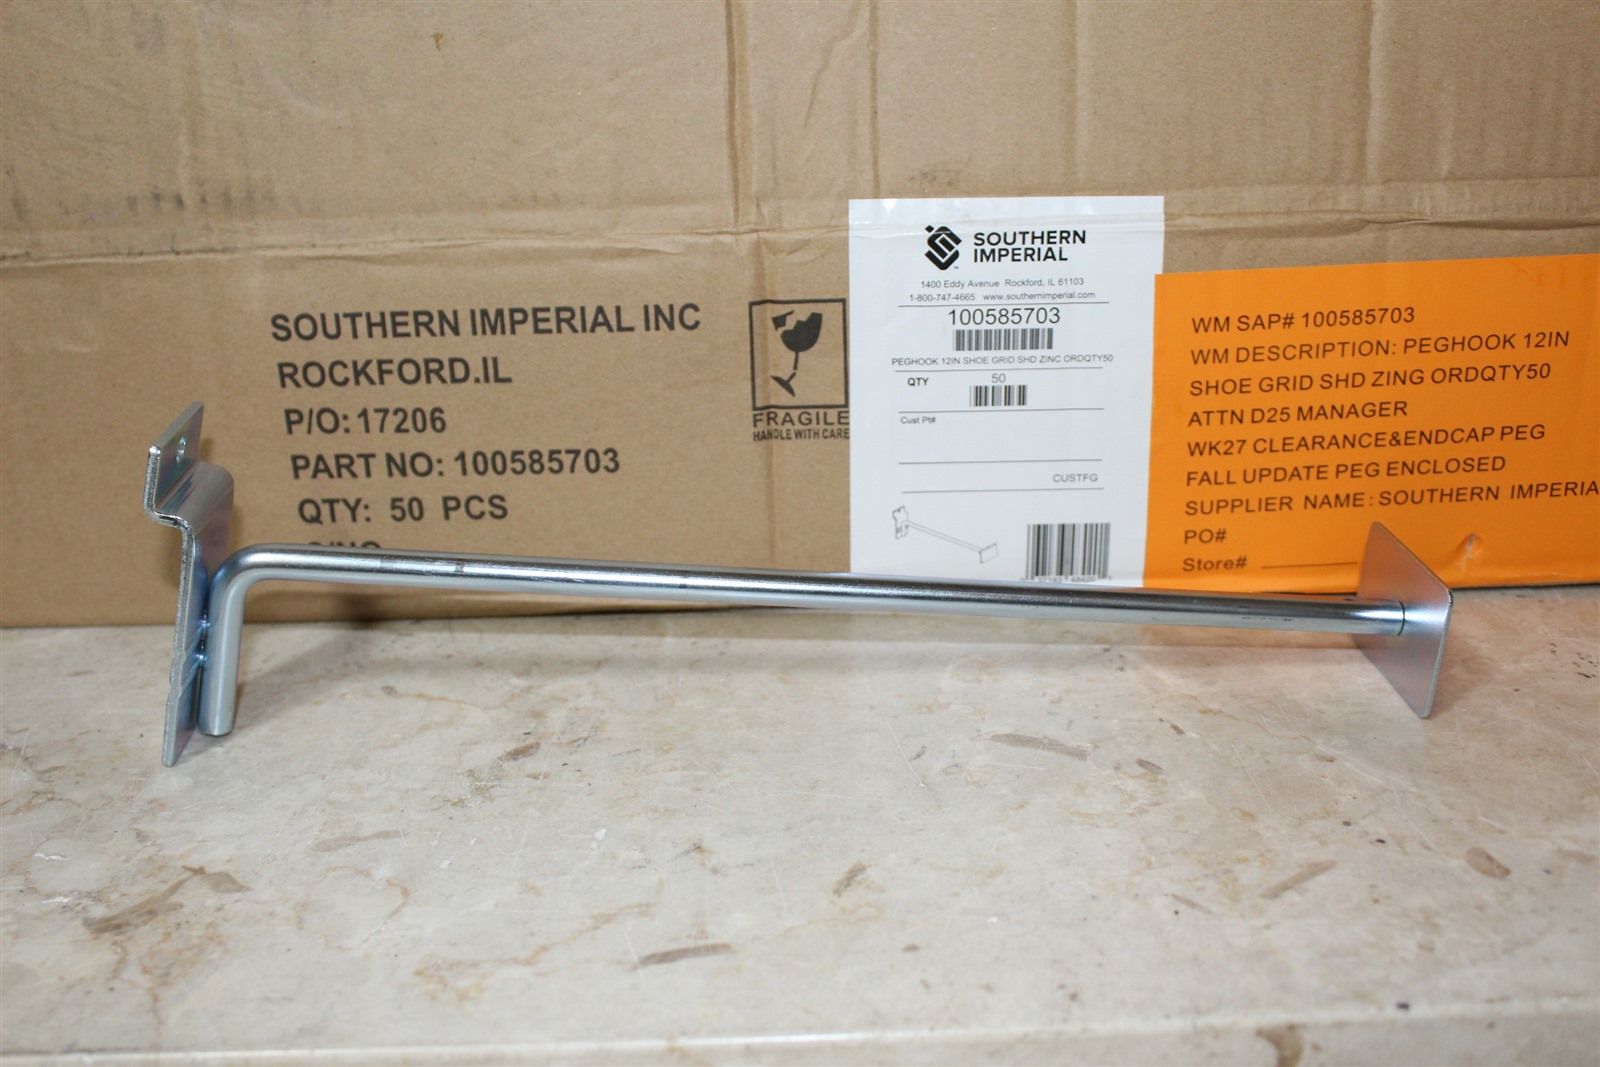 SOUTHERN IMPERIAL INC
ROCKFORD.IL
P/O: 17206
PART NO: 100585703
QTY: 50 PCS
FRAGILE
HANDLE WITH CARE
SOUTHERN
IMPERIAL
1400 Eddy Avenue Rockford, IL 61103
1-800-747-4665 www.southernimperial.com
100585703
PEGHOOK 12IN SHOE GRID SHD ZINC ORDQTY50
QTY 50
Cust Pt#
CUSTFG
WM SAP# 100585703
WM DESCRIPTION: PEGHOOK 12IN
SHOE GRID SHD ZING ORDQTY50
ATTN D25 MANAGER
WK27 CLEARANCE&ENDCAP PEG
FALL UPDATE PEG ENCLOSED
SUPPLIER NAME: SOUTHERN IMPERIA
PO#
Store#